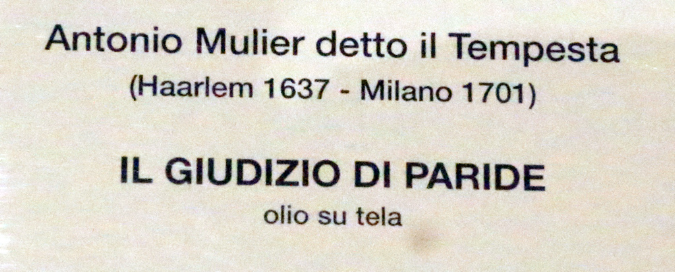 Antonio Mulier detto il Tempesta
(Haarlem 1637 - Milano 1701)
IL GIUDIZIO DI PARIDE
olio su tela